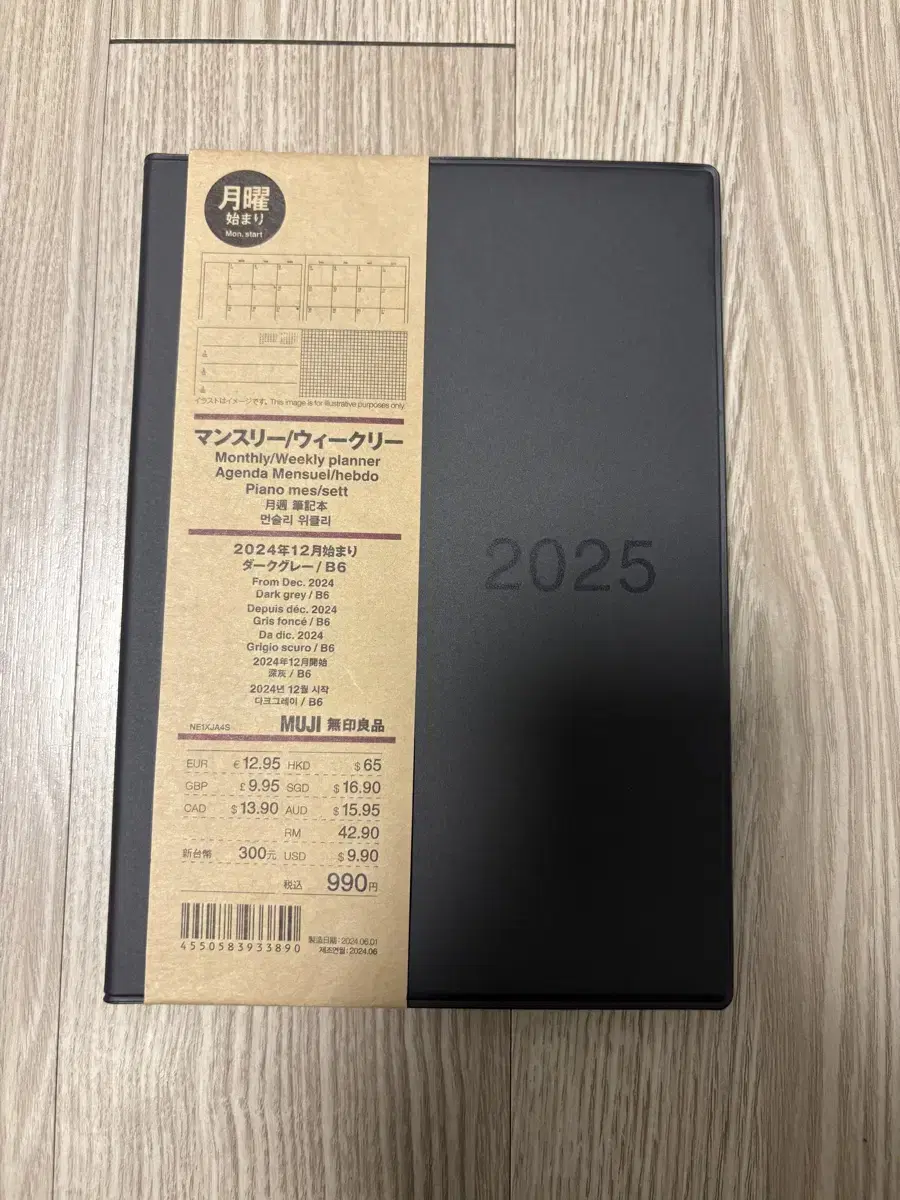 月曜
始まり
Mon. start
イラストはイメージです。This image is for illustrative purposes only
マンスリー/ウィークリー
Monthly/Weekly planner
Agenda Mensuel/hebdo
Piano mes/sett
月週 筆記本
먼슬리 위클리
2024年12月始まり
ダークグレー/B6
From Dec. 2024
Dark grey / B6
Depuis déc. 2024
Gris foncé / B6
Da dic. 2024
Grigio scuro / B6
2024年12月開始
深灰 / B6
2024년 12월 시작
다크그레이 / B6
NE1XJA4S MUJI 無印良品
EUR € 12.95 HKD $ 65
GBP £ 9.95 SGD $ 16.90
CAD $ 13.90 AUD $ 15.95
RM 42.90
新台幣 300元 USD $ 9.90
税込 990円
4550583933890
製造日期:2024.06.01
제조연월:2024.06
2025